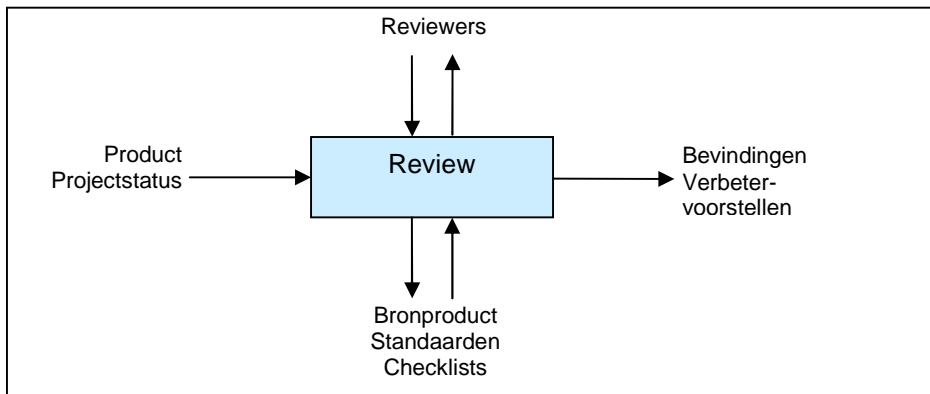 Reviewers
Product
Projectstatus
Review
Bevindingen
Verbeter-
voorstellen
Bronproduct
Standaarden
Checklists